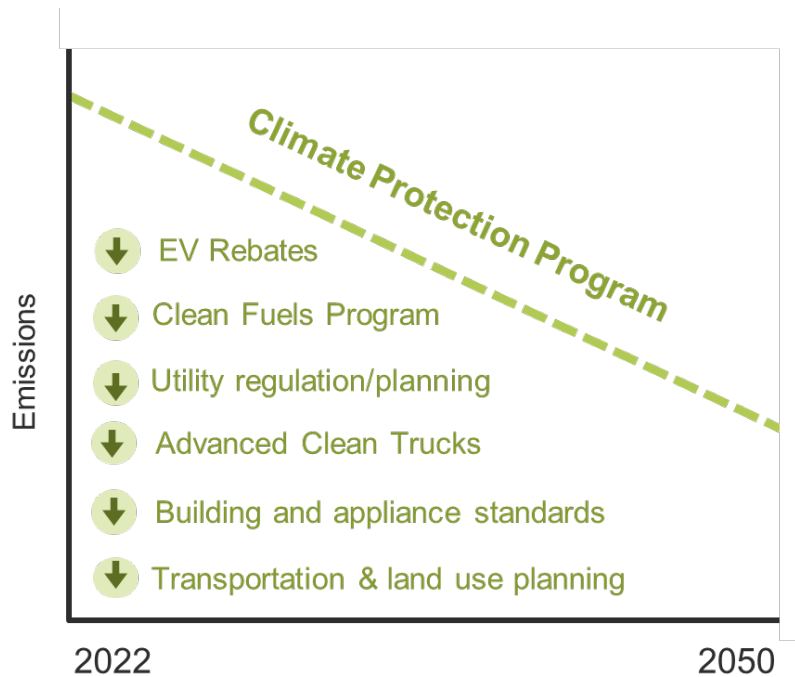 Climate Protection Program
EV Rebates
Clean Fuels Program
Utility regulation/planning
Advanced Clean Trucks
Building and appliance standards
Transportation & land use planning
Emissions
2022
2050